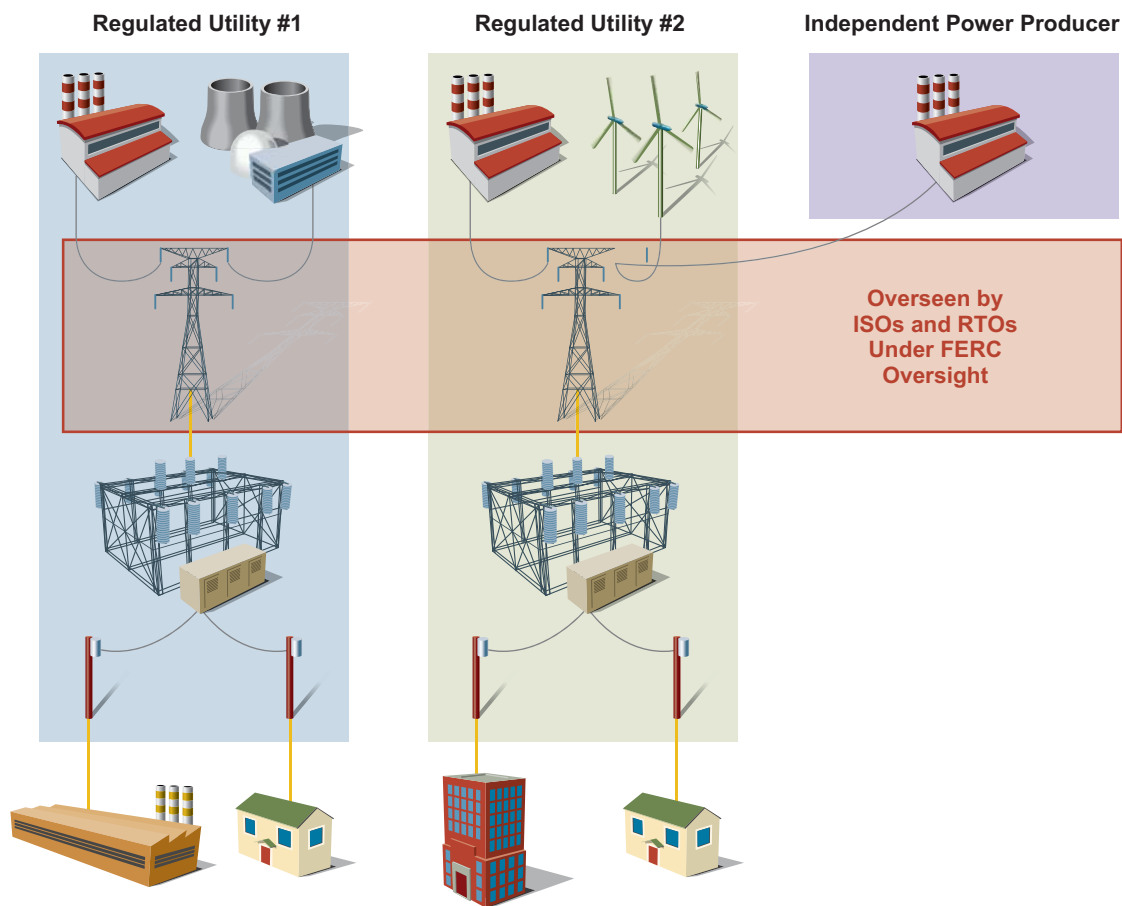 Regulated Utility #1
Regulated Utility #2
Independent Power Producer
Overseen by
ISOs and RTOs
Under FERC
Oversight